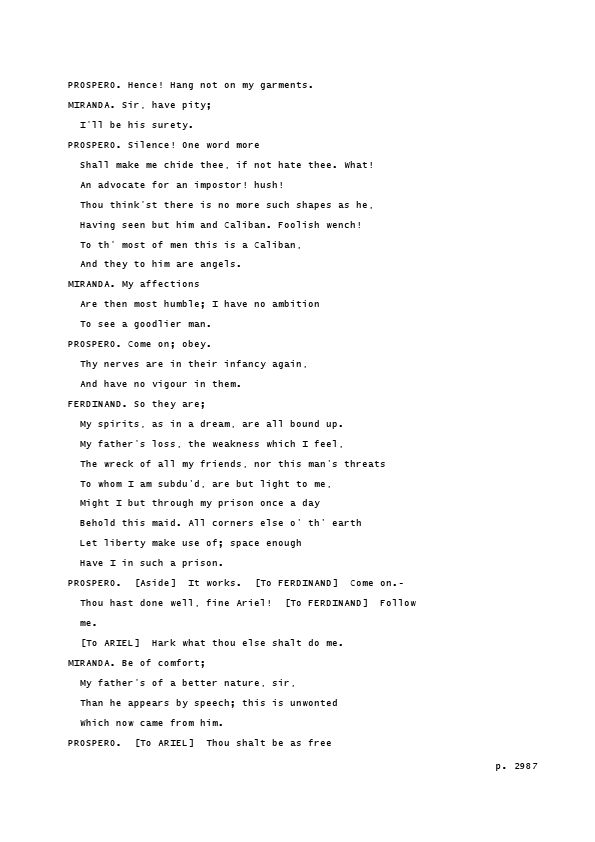 PROSPERO. Hence! Hang not on my garments.
MIRANDA. Sir, have pity;
I'll be his surety.
PROSPERO. Silence! One word more
Shall make me chide thee, if not hate thee. What!
An advocate for an impostor! hush!
Thou think'st there is no more such shapes as he,
Having seen but him and Caliban. Foolish wench!
To th' most of men this is a Caliban,
And they to him are angels.
MIRANDA. My affections
Are then most humble; I have no ambition
To see a goodlier man.
PROSPERO. Come on; obey.
Thy nerves are in their infancy again,
And have no vigour in them.
FERDINAND. So they are;
My spirits, as in a dream, are all bound up.
My father's loss, the weakness which I feel,
The wreck of all my friends, nor this man's threats
To whom I am subdu'd, are but light to me,
Might I but through my prison once a day
Behold this maid. All corners else o' th' earth
Let liberty make use of; space enough
Have I in such a prison.
PROSPERO. [Aside] It works. [To FERDINAND] Come on.-
Thou hast done well, fine Ariel! [To FERDINAND] Follow
me.
[To ARIEL] Hark what thou else shalt do me.
MIRANDA. Be of comfort;
My father's of a better nature, sir,
Than he appears by speech; this is unwonted
Which now came from him.
PROSPERO. [To ARIEL] Thou shalt be as free
p. 2987